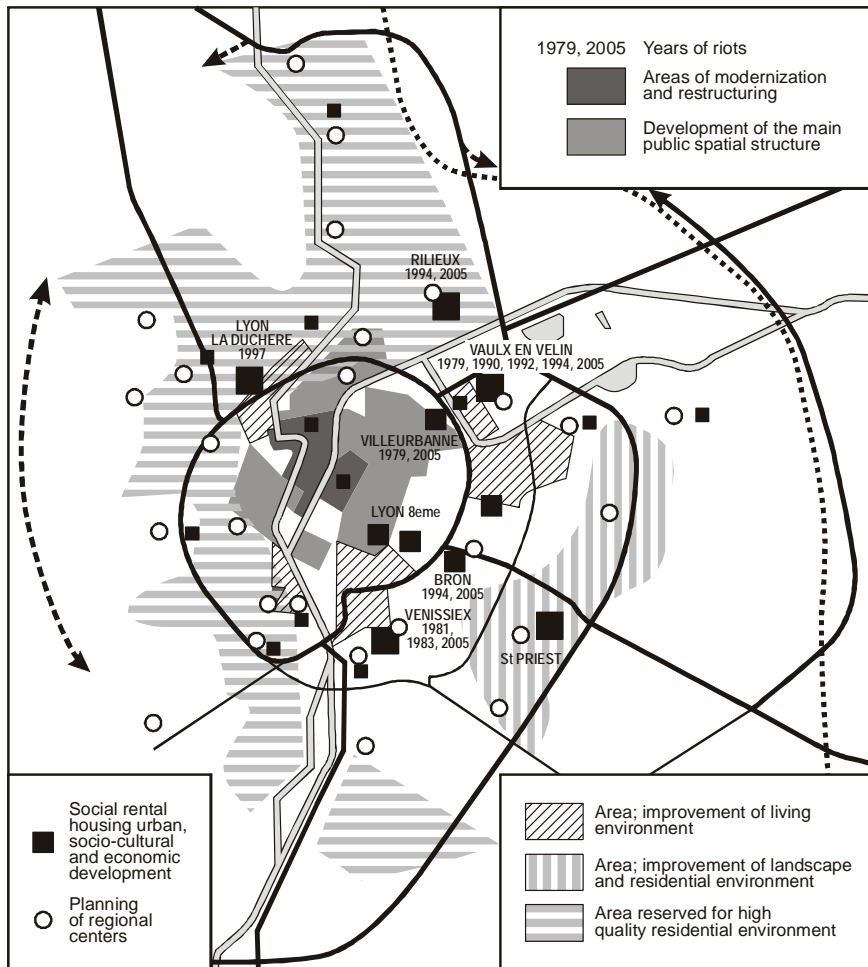 1979, 2005 Years of riots
Areas of modernization
and restructuring
Development of the main
public spatial structure
RILIEUX
1994, 2005
LYON
LA DUCHERE
1997
VAULX EN VELIN
1979, 1990, 1992, 1994, 2005
VILLEURBANNE
1979, 2005
LYON 8eme
BRON
1994, 2005
VENISSIEX
1981,
1983, 2005
St PRIEST
Social rental
housing urban,
socio-cultural
and economic
development
Planning
of regional
centers
Area; improvement of living
environment
Area; improvement of landscape
and residential environment
Area reserved for high
quality residential environment